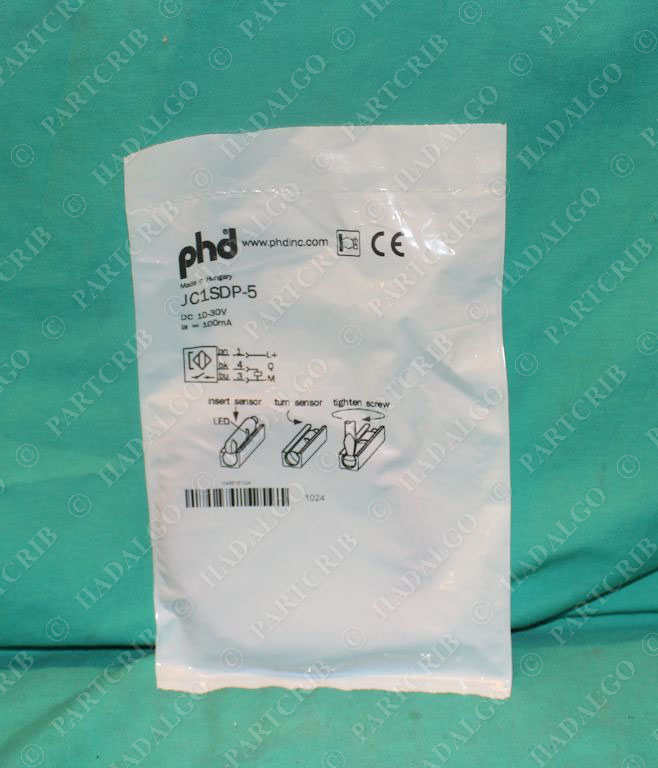 phd® www.phdinc.com CE
Made in Hungary
JC1SDP-5
DC 10-30V
Ia = 100mA
bn 1 L+
bk 4 Q
bu 3 M
insert sensor turn sensor tighten screw
LED
1024
© PARTCRIB
© HADALGO